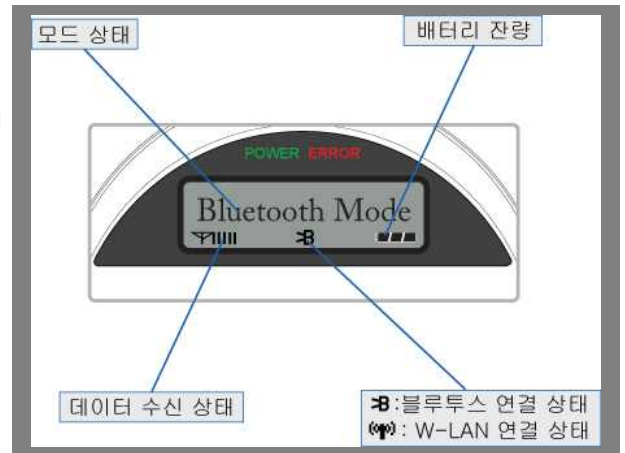 모드 상태
배터리 잔량
POWER ERROR
Bluetooth Mode
데이터 수신 상태
:블루투스 연결 상태
: W-LAN 연결 상태